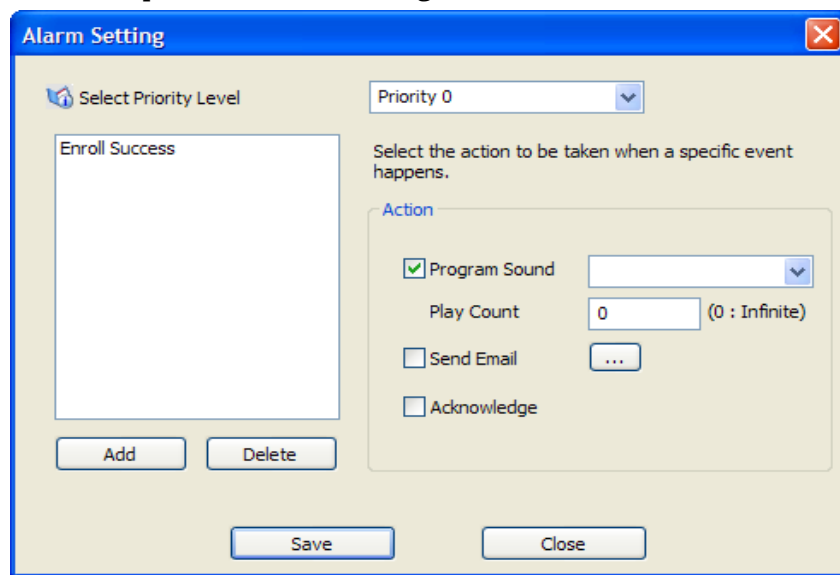 Alarm Setting
Select Priority Level
Priority 0
Enroll Success
Select the action to be taken when a specific event
happens.
Action
Program Sound
Play Count
0
(0 : Infinite)
Send Email
...
Acknowledge
Add
Delete
Save
Close